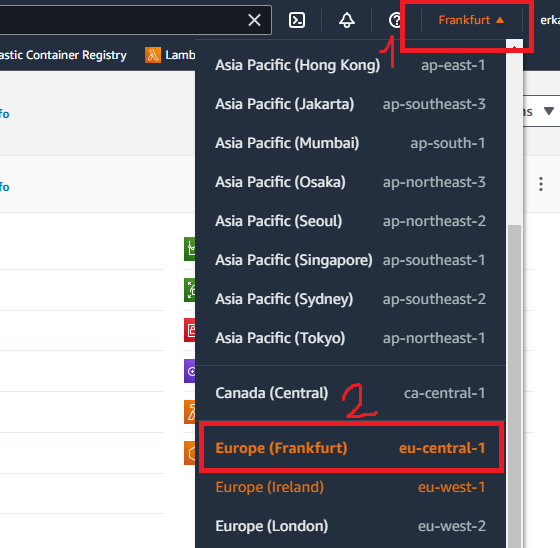 Frankfurt ▲
erka
1
astic Container Registry
Lamb
Asia Pacific (Hong Kong) ap-east-1
fo
ns ▼
Asia Pacific (Jakarta) ap-southeast-3
Asia Pacific (Mumbai) ap-south-1
Asia Pacific (Osaka) ap-northeast-3
fo
Asia Pacific (Seoul) ap-northeast-2
Asia Pacific (Singapore) ap-southeast-1
Asia Pacific (Sydney) ap-southeast-2
Asia Pacific (Tokyo) ap-northeast-1
Canada (Central) ca-central-1
2
Europe (Frankfurt) eu-central-1
Europe (Ireland) eu-west-1
Europe (London) eu-west-2